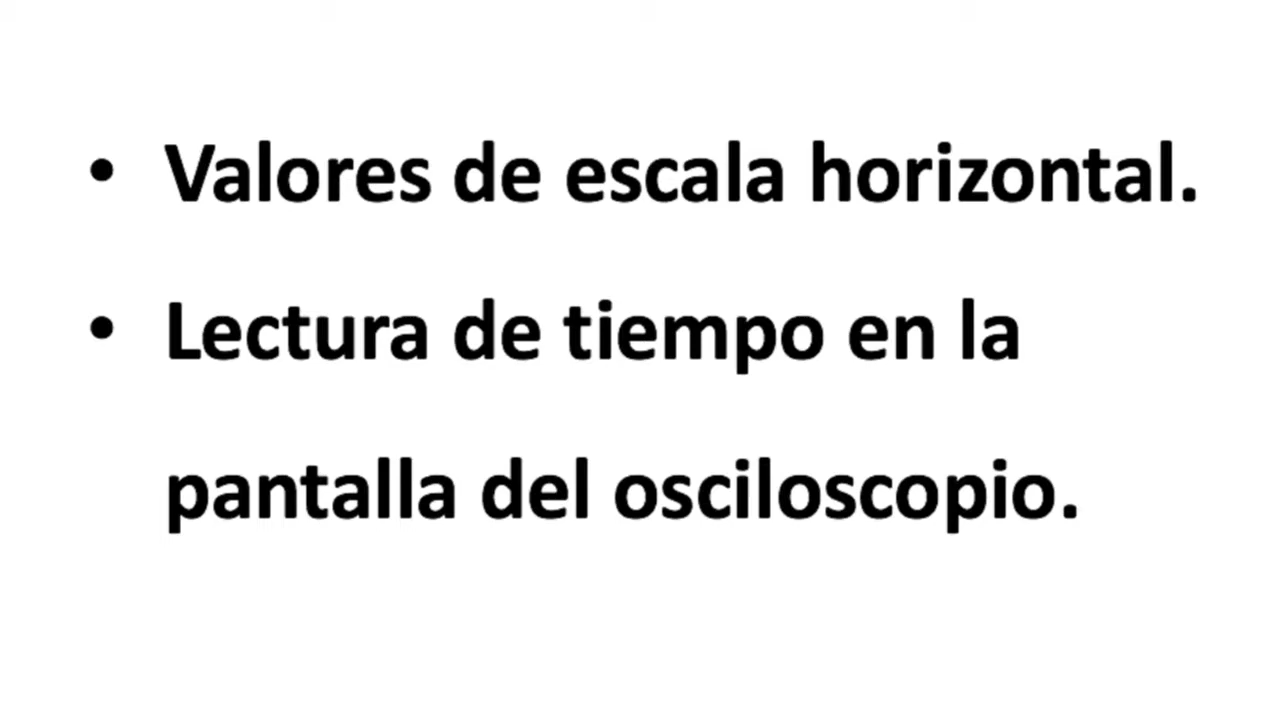 • Valores de escala horizontal.
• Lectura de tiempo en la
pantalla del osciloscopio.